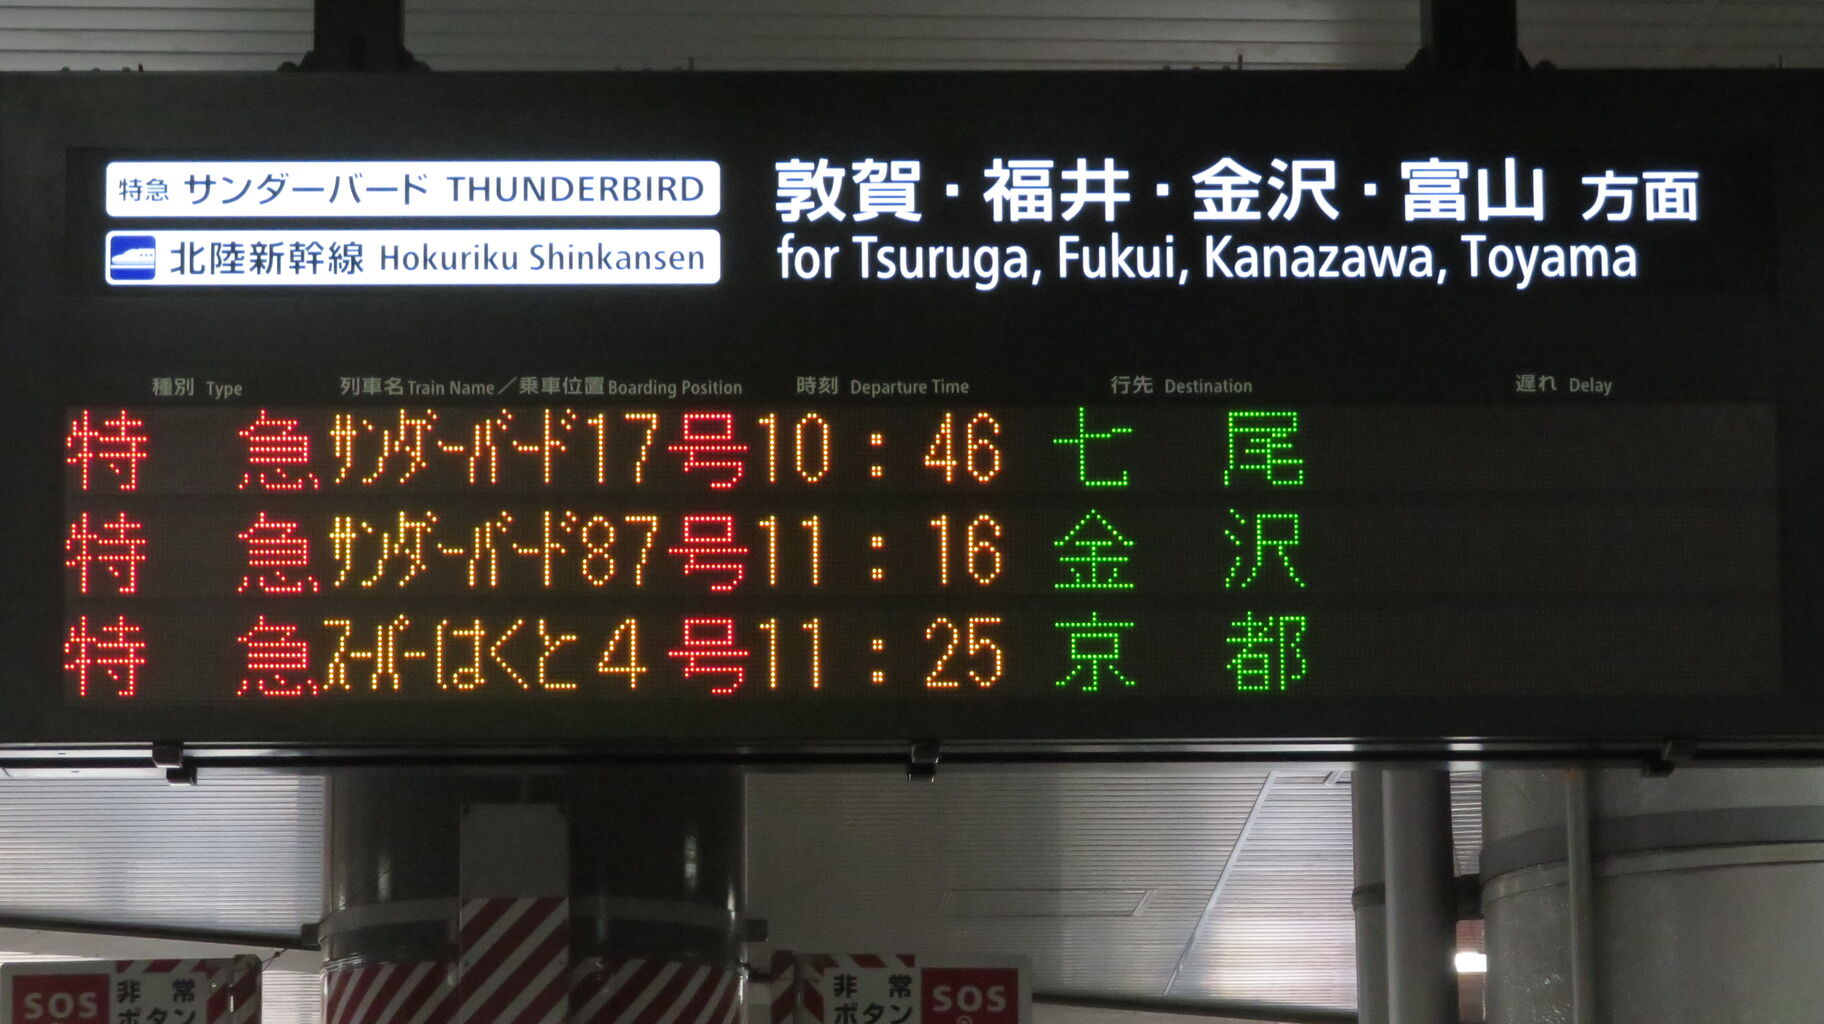 特急 サンダーバード THUNDERBIRD
北陸新幹線 Hokuriku Shinkansen
敦賀・福井・金沢・富山 方面
for Tsuruga, Fukui, Kanazawa, Toyama
種別 Type 列車名 Train Name／乗車位置 Boarding Position 時刻 Departure Time 行先 Destination 遅れ Delay
特急 サンダーバード17号 10：46 七尾
特急 サンダーバード87号 11：16 金沢
特急 スーパーはくと4号 11：25 京都
SOS 非常
ボタン
非常 SOS
ボタン